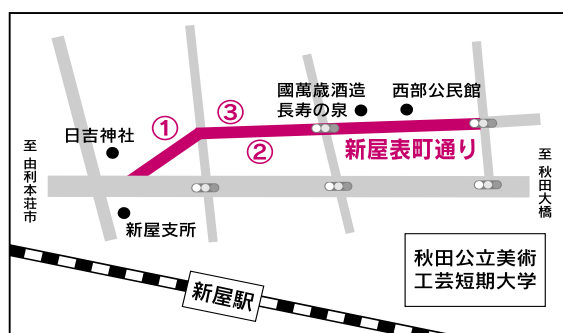 國萬歳酒造
長寿の泉
西部公民館
③
①
②
日吉神社
新屋表町通り
至 由利本荘市
至 秋田大橋
新屋支所
秋田公立美術
工芸短期大学
新屋駅